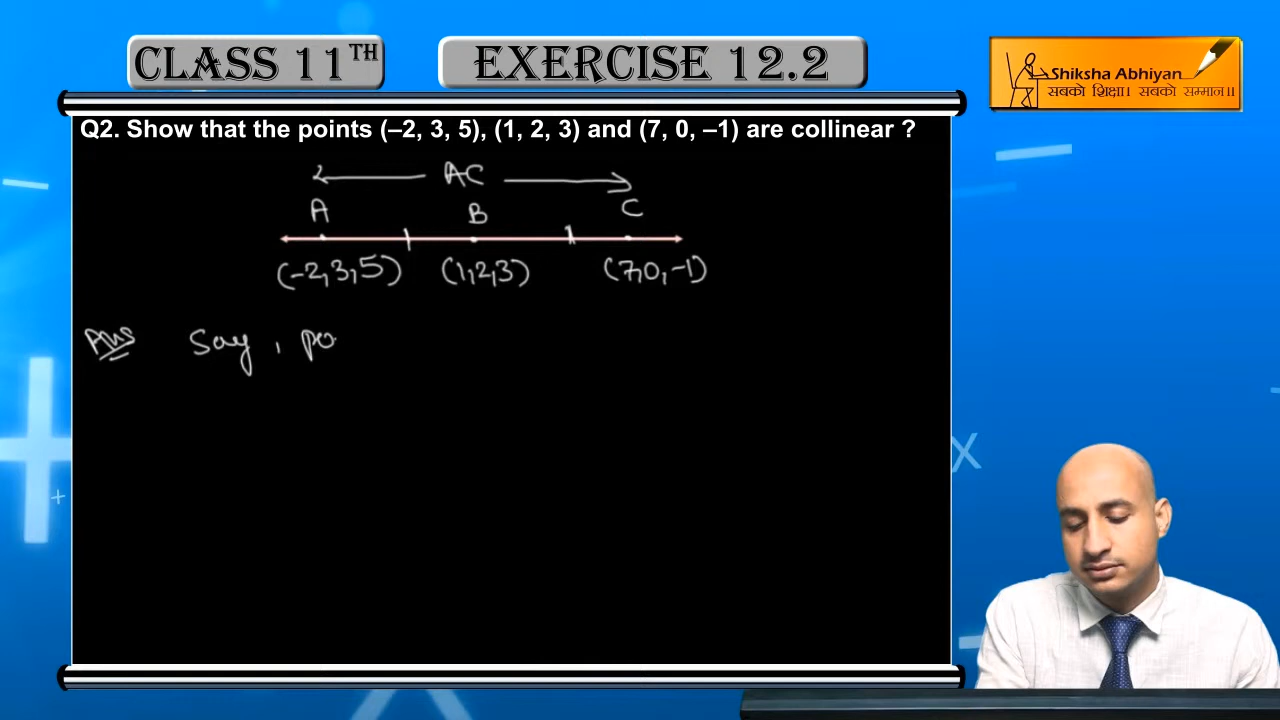 CLASS 11TH
EXERCISE 12.2
Shiksha Abhiyan
सबको शिक्षा। सबको सम्मान।।
Q2. Show that the points (–2, 3, 5), (1, 2, 3) and (7, 0, –1) are collinear ?
AC
A B C
(-2,3,5) (1,2,3) (7,0,-1)
Ans Say, po
X